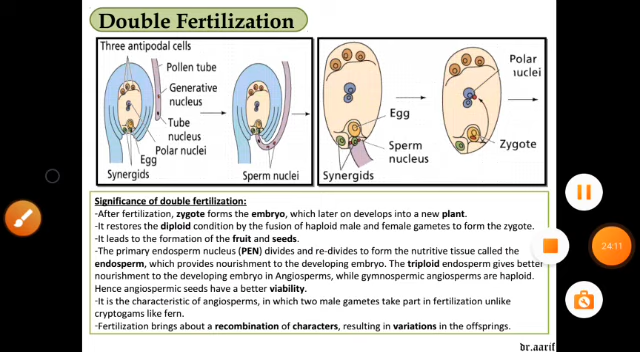 Double Fertilization
Three antipodal cells
Pollen tube
Generative
nucleus
Tube
nucleus
Polar nuclei
Egg
Synergids
Sperm nuclei
Egg
Sperm
nucleus
Synergids
Polar
nuclei
Zygote
Significance of double fertilization:
-After fertilization, zygote forms the embryo, which later on develops into a new plant.
-It restores the diploid condition by the fusion of haploid male and female gametes to form the zygote.
-It leads to the formation of the fruit and seeds.
-The primary endosperm nucleus (PEN) divides and re-divides to form the nutritive tissue called the
endosperm, which provides nourishment to the developing embryo. The triploid endosperm gives better
nourishment to the developing embryo in Angiosperms, while gymnospermic angiosperms are haploid.
Hence angiospermic seeds have a better viability.
-It is the characteristic of angiosperms, in which two male gametes take part in fertilization unlike
cryptogams like fern.
-Fertilization brings about a recombination of characters, resulting in variations in the offsprings.
24:11
dr.aarif